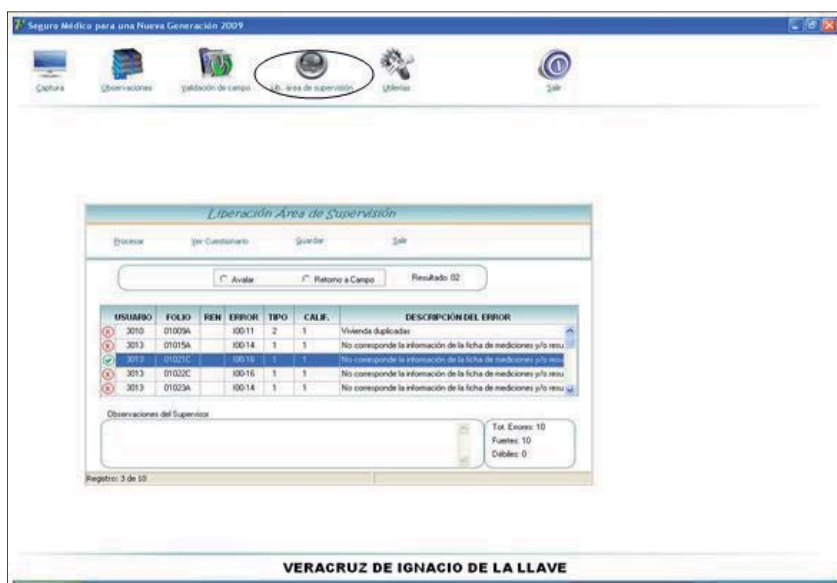 Seguro Médico para una Nueva Generación 2009
Captura Observaciones Validación de campo Lib. área de supervisión Utilerías Salir
Liberación Área de Supervisión
Procesar Ver Cuestionario Guardar Salir
Avalar Retorno a Campo Resultado 02
USUARIO FOLIO REN ERROR TIPO CALIF. DESCRIPCIÓN DEL ERROR
3010 01009A I00-11 2 1 Vivienda duplicadas
3013 01015A I00-14 1 1 No corresponde la información de la ficha de mediciones y/o resu
3013 01021C I00-16 1 1 No corresponde la información de la ficha de mediciones y/o resu
3013 01022C I00-16 1 1 No corresponde la información de la ficha de mediciones y/o resu
3013 01023A I00-14 1 1 No corresponde la información de la ficha de mediciones y/o resu
Observaciones del Supervisor
Tot. Errores: 10
Fuertes: 10
Débiles: 0
Registro: 3 de 10
VERACRUZ DE IGNACIO DE LA LLAVE